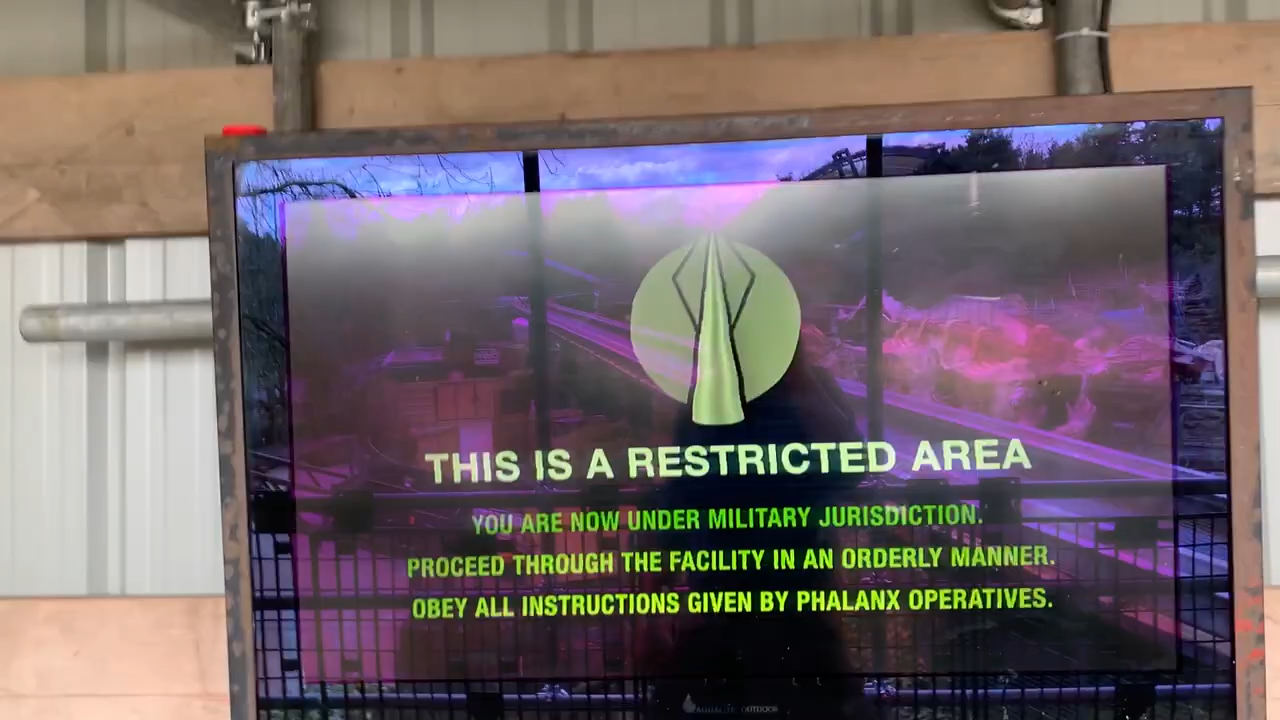 THIS IS A RESTRICTED AREA
YOU ARE NOW UNDER MILITARY JURISDICTION.
PROCEED THROUGH THE FACILITY IN AN ORDERLY MANNER.
OBEY ALL INSTRUCTIONS GIVEN BY PHALANX OPERATIVES.
OUTDOOR